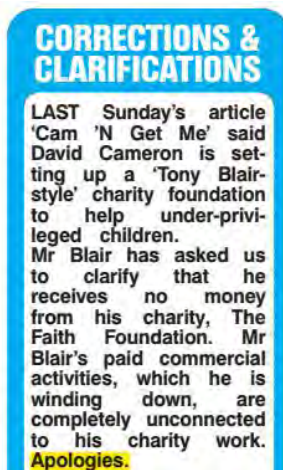 CORRECTIONS &
CLARIFICATIONS
LAST Sunday's article
'Cam 'N Get Me' said
David Cameron is set-
ting up a 'Tony Blair-
style' charity foundation
to help under-privi-
leged children.
Mr Blair has asked us
to clarify that he
receives no money
from his charity, The
Faith Foundation. Mr
Blair's paid commercial
activities, which he is
winding down, are
completely unconnected
to his charity work.
Apologies.